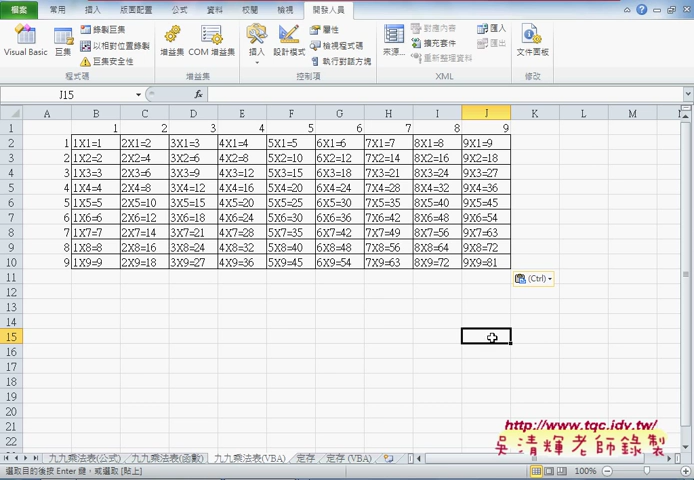 檔案 常用 插入 版面配置 公式 資料 校閱 檢視 開發人員
Visual Basic 巨集 錄製巨集 以相對位置錄製 巨集安全性 增益集 COM 增益集 插入 設計模式 屬性 檢視程式碼 執行對話方塊 來源... 對應內容 擴充套件 重新整理資料 匯入 匯出 文件面板
程式碼 增益集 控制項 XML 修改
J15 fx
A B C D E F G H I J K L M
1 1 2 3 4 5 6 7 8 9
2 1 1X1=1 2X1=2 3X1=3 4X1=4 5X1=5 6X1=6 7X1=7 8X1=8 9X1=9
3 2 1X2=2 2X2=4 3X2=6 4X2=8 5X2=10 6X2=12 7X2=14 8X2=16 9X2=18
4 3 1X3=3 2X3=6 3X3=9 4X3=12 5X3=15 6X3=18 7X3=21 8X3=24 9X3=27
5 4 1X4=4 2X4=8 3X4=12 4X4=16 5X4=20 6X4=24 7X4=28 8X4=32 9X4=36
6 5 1X5=5 2X5=10 3X5=15 4X5=20 5X5=25 6X5=30 7X5=35 8X5=40 9X5=45
7 6 1X6=6 2X6=12 3X6=18 4X6=24 5X6=30 6X6=36 7X6=42 8X6=48 9X6=54
8 7 1X7=7 2X7=14 3X7=21 4X7=28 5X7=35 6X7=42 7X7=49 8X7=56 9X7=63
9 8 1X8=8 2X8=16 3X8=24 4X8=32 5X8=40 6X8=48 7X8=56 8X8=64 9X8=72
10 9 1X9=9 2X9=18 3X9=27 4X9=36 5X9=45 6X9=54 7X9=63 8X9=72 9X9=81
11 (Ctrl)
12
13
14
15
16
17
18
19
20
21
22
http://www.tqc.idv.tw/
吳清輝老師錄製
九九乘法表(公式) 九九乘法表(函數) 九九乘法表(VBA) 定存 定存 (VBA)
選取目的後按 Enter 鍵，或選取 [貼上] 100%